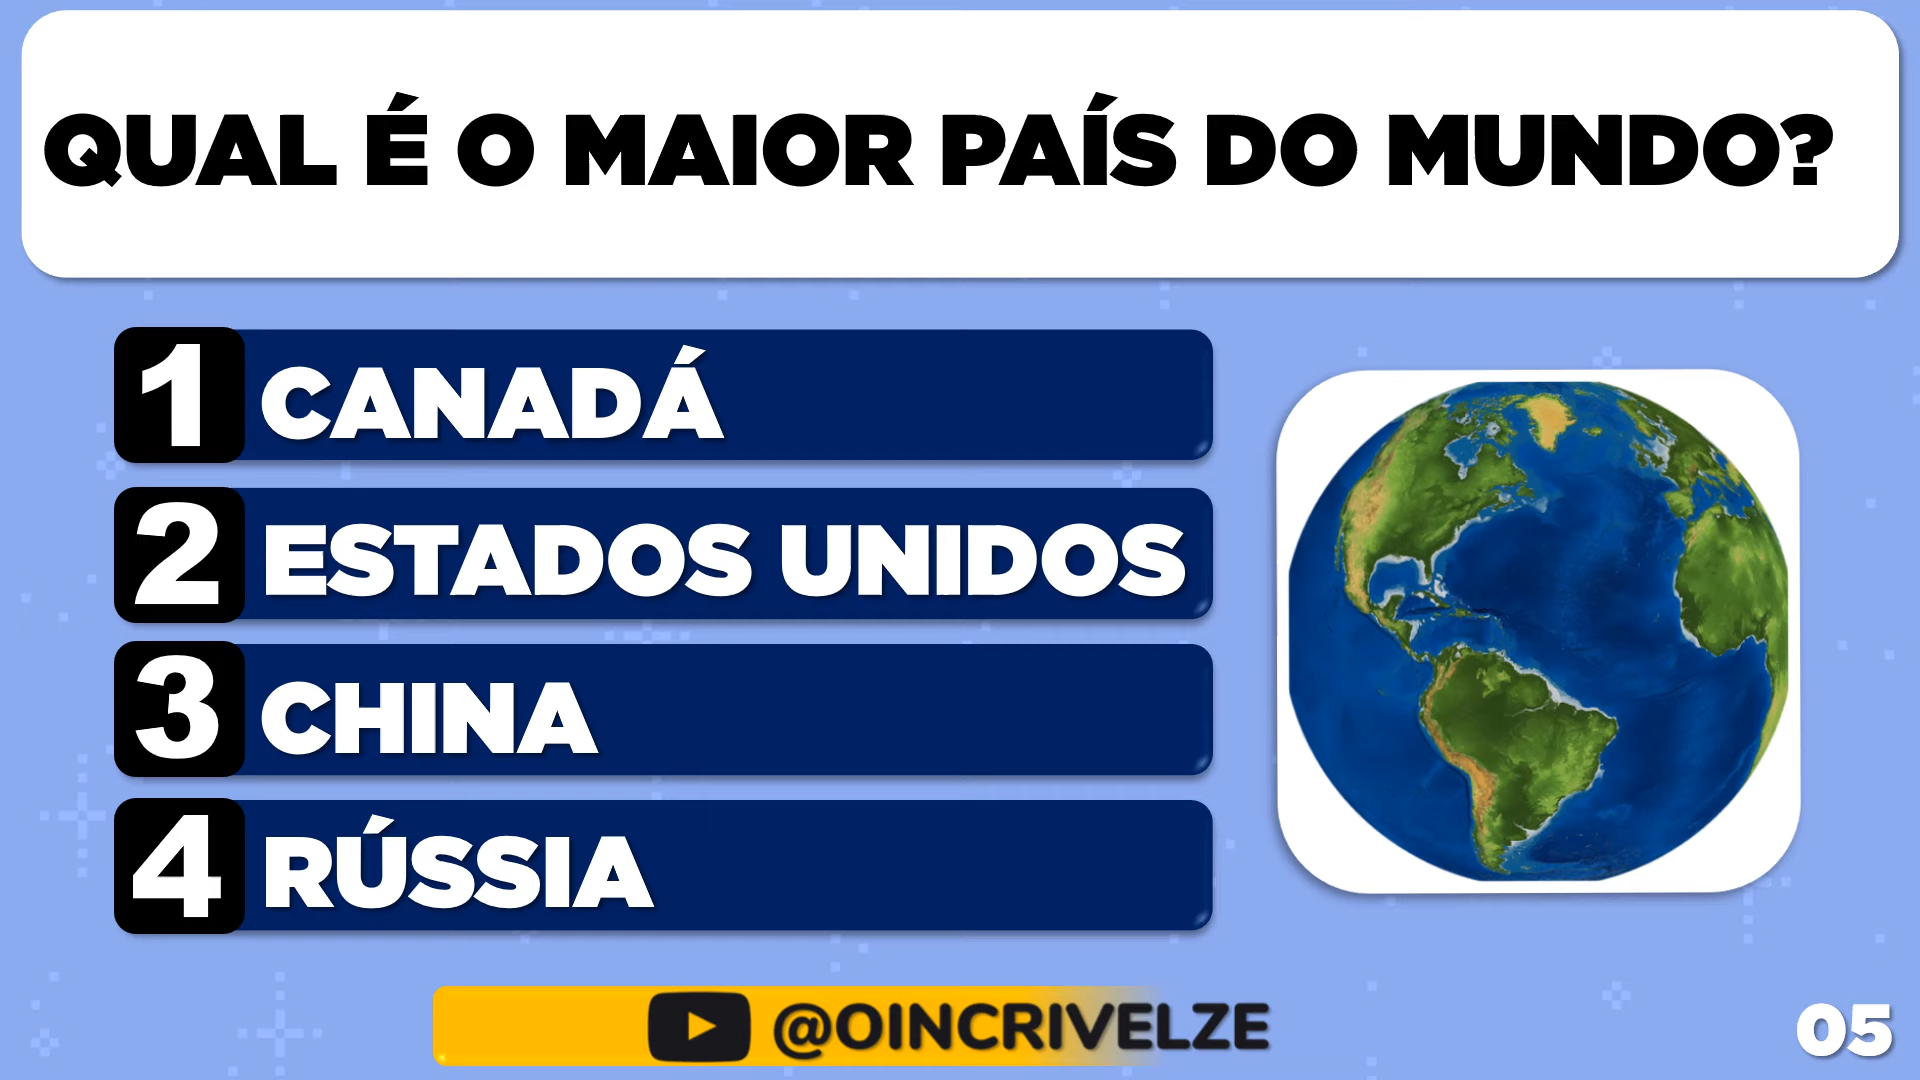 QUAL É O MAIOR PAÍS DO MUNDO?
1 CANADÁ
2 ESTADOS UNIDOS
3 CHINA
4 RÚSSIA
@OINCRIVELZE
05